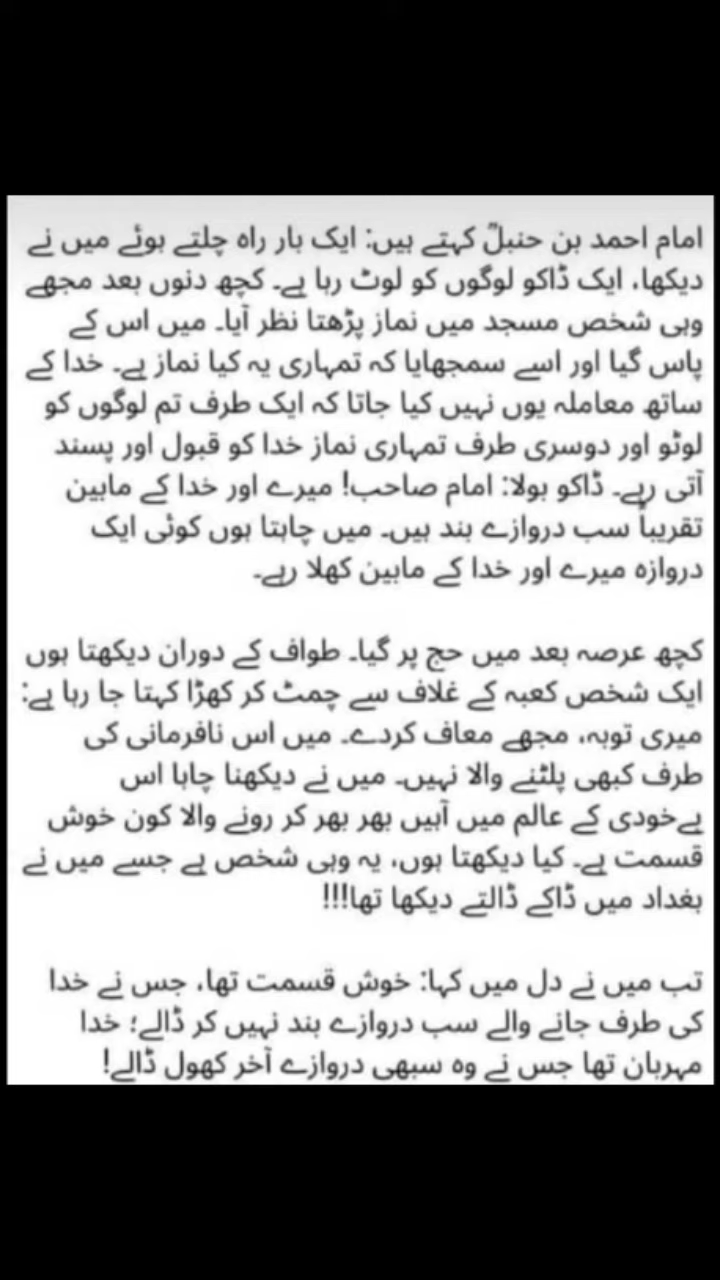 امام احمد بن حنبلؒ کہتے ہیں: ایک بار راہ چلتے ہوئے میں نے
دیکھا، ایک ڈاکو لوگوں کو لوٹ رہا ہے۔ کچھ دنوں بعد مجھے
وہی شخص مسجد میں نماز پڑھتا نظر آیا۔ میں اس کے
پاس گیا اور اسے سمجھایا کہ تمہاری یہ کیا نماز ہے۔ خدا کے
ساتھ معاملہ یوں نہیں کیا جاتا کہ ایک طرف تم لوگوں کو
لوٹو اور دوسری طرف تمہاری نماز خدا کو قبول اور پسند
آتی رہے۔ ڈاکو بولا: امام صاحب! میرے اور خدا کے مابین
تقریباً سب دروازے بند ہیں۔ میں چاہتا ہوں کوئی ایک
دروازہ میرے اور خدا کے مابین کھلا رہے۔
کچھ عرصہ بعد میں حج پر گیا۔ طواف کے دوران دیکھتا ہوں
ایک شخص کعبہ کے غلاف سے چمٹ کر کھڑا کہتا جا رہا ہے:
میری توبہ، مجھے معاف کردے۔ میں اس نافرمانی کی
طرف کبھی پلٹنے والا نہیں۔ میں نے دیکھنا چاہا اس
بےخودی کے عالم میں آہیں بھر بھر کر رونے والا کون خوش
قسمت ہے۔ کیا دیکھتا ہوں، یہ وہی شخص ہے جسے میں نے
بغداد میں ڈاکے ڈالتے دیکھا تھا!!!
تب میں نے دل میں کہا: خوش قسمت تھا، جس نے خدا
کی طرف جانے والے سب دروازے بند نہیں کر ڈالے؛ خدا
مہربان تھا جس نے وہ سبھی دروازے آخر کھول ڈالے!